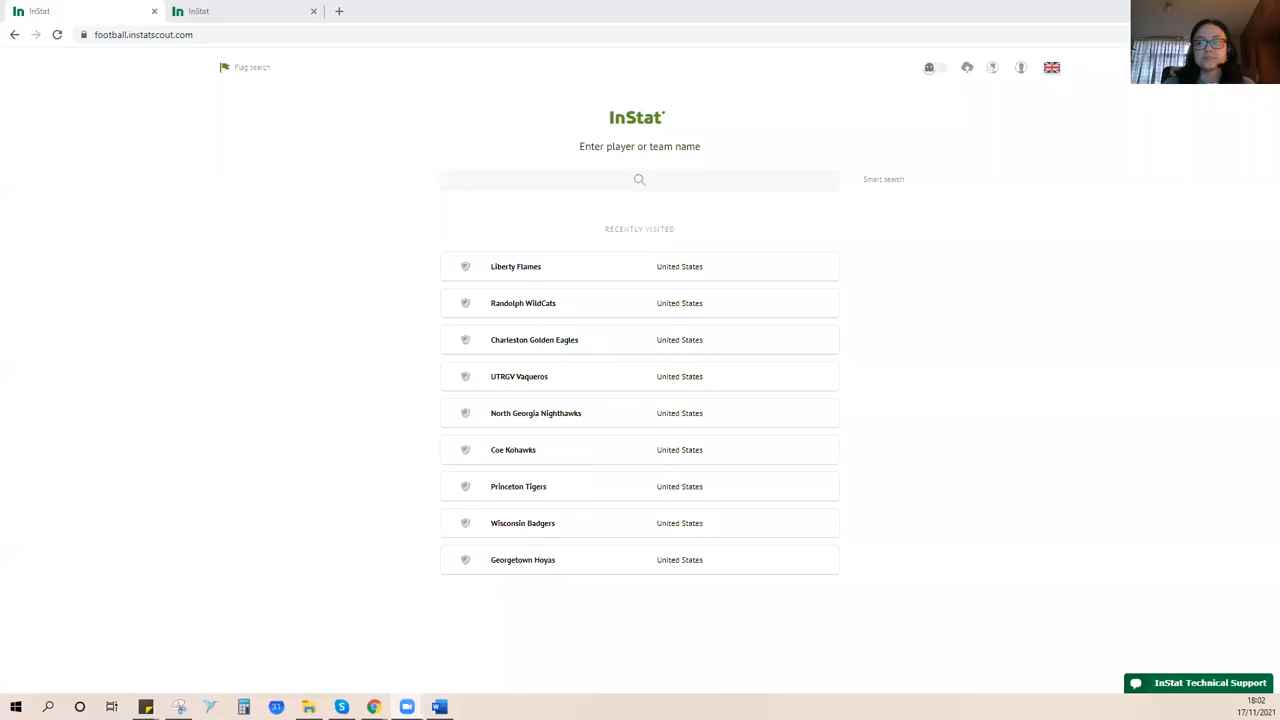 InStat
InStat
football.instatscout.com
Flag search
InStat
Enter player or team name
Smart search
RECENTLY VISITED
Liberty Flames United States
Randolph WildCats United States
Charleston Golden Eagles United States
UTRGV Vaqueros United States
North Georgia Nighthawks United States
Coe Kohawks United States
Princeton Tigers United States
Wisconsin Badgers United States
Georgetown Hoyas United States
InStat Technical Support
31
18:02
17/11/2021